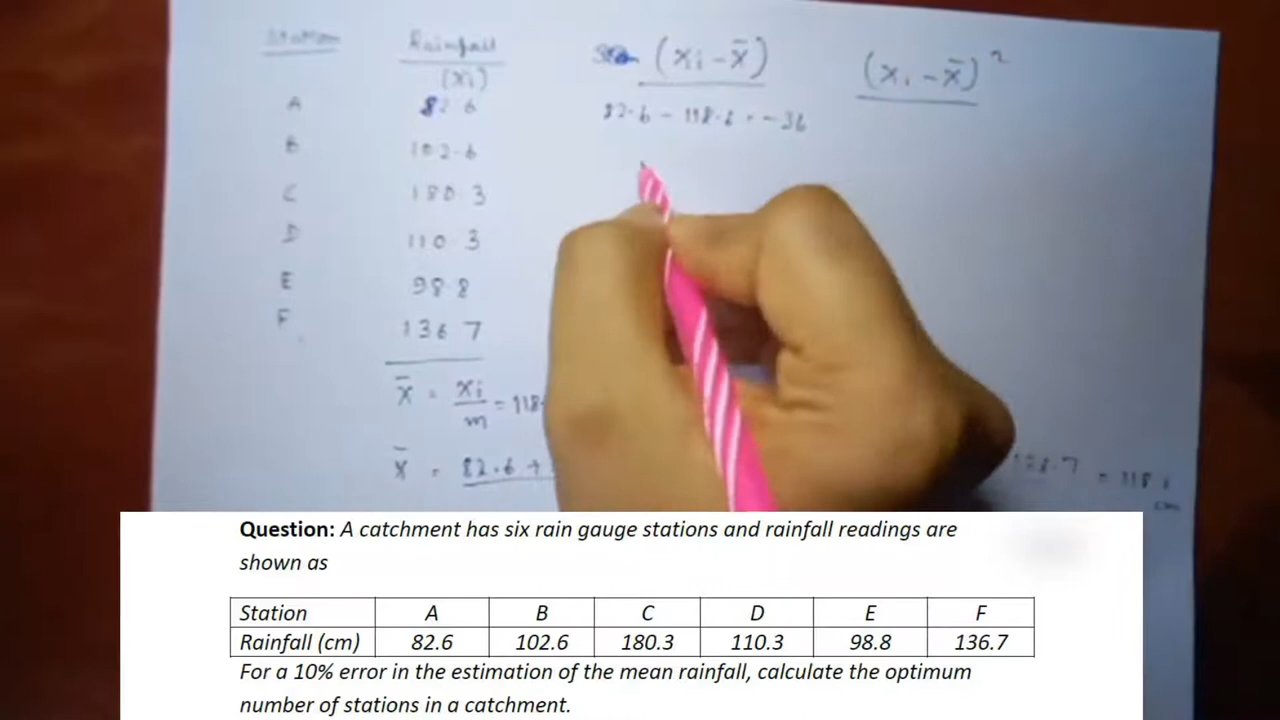 Station Rainfall (xi - x̄) (xi - x̄)²
(xi)
A 82.6 82.6 - 118.6 = -36
B 102.6
C 180.3
D 110.3
E 98.8
F 136.7
x̄ = xi/m = 118
x̄ = 82.6 +
= 118
cm
Question: A catchment has six rain gauge stations and rainfall readings are
shown as
Station A B C D E F
Rainfall (cm) 82.6 102.6 180.3 110.3 98.8 136.7
For a 10% error in the estimation of the mean rainfall, calculate the optimum
number of stations in a catchment.